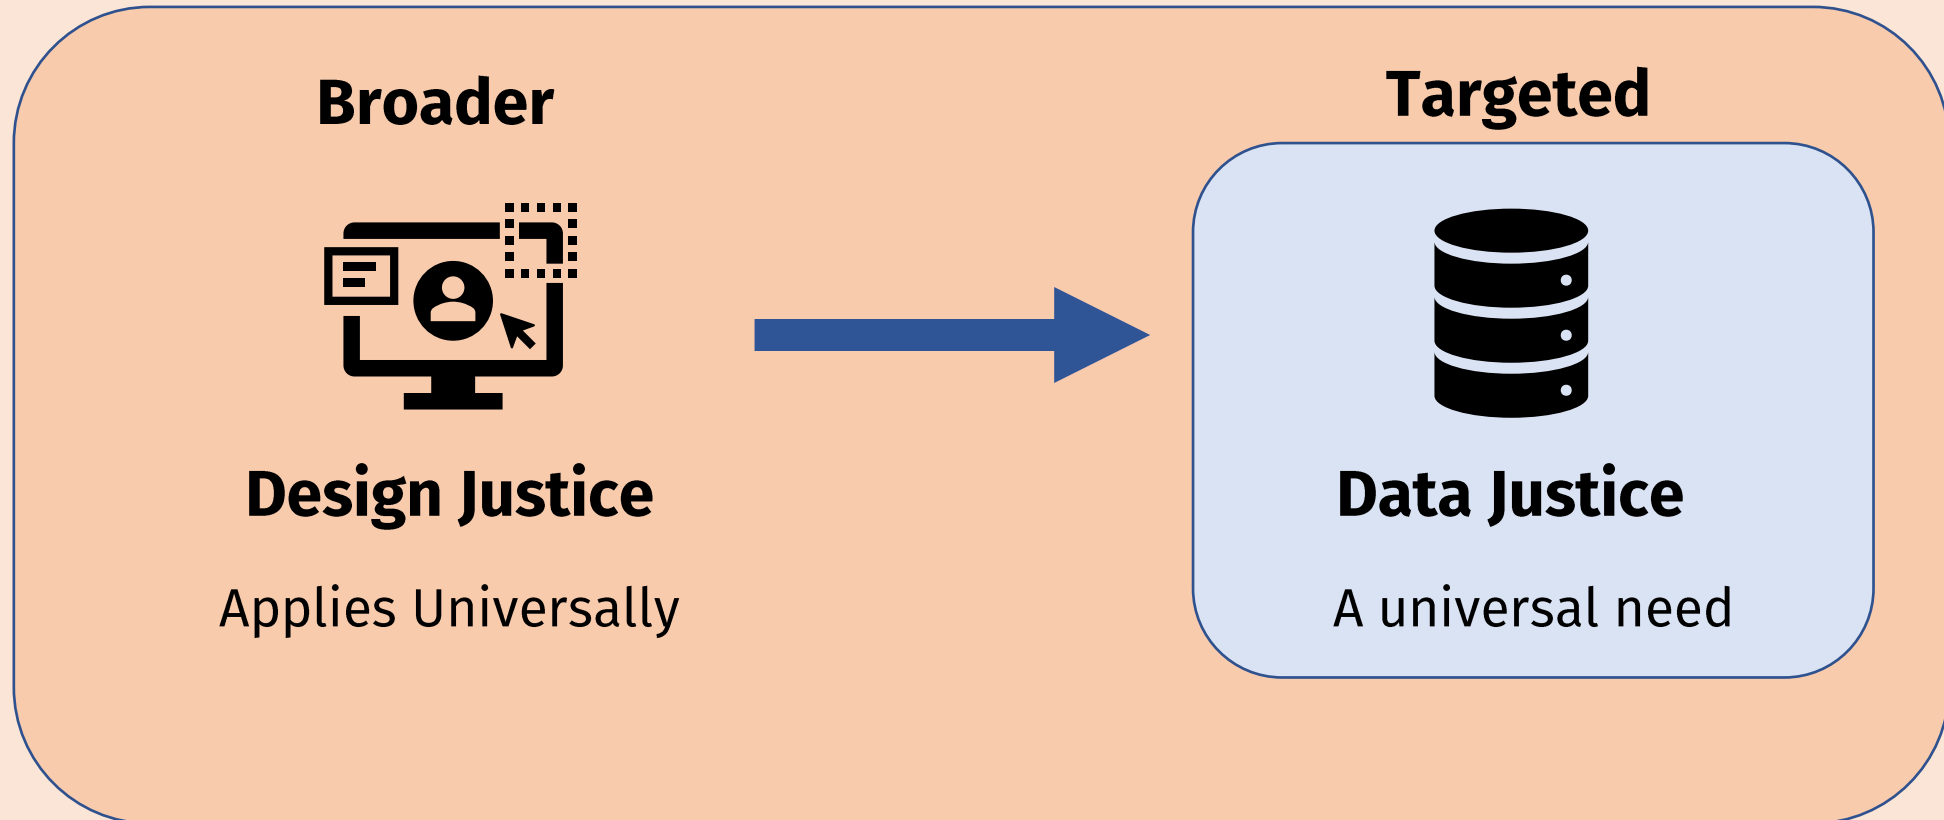 Broader
Design Justice
Applies Universally
Targeted
Data Justice
A universal need